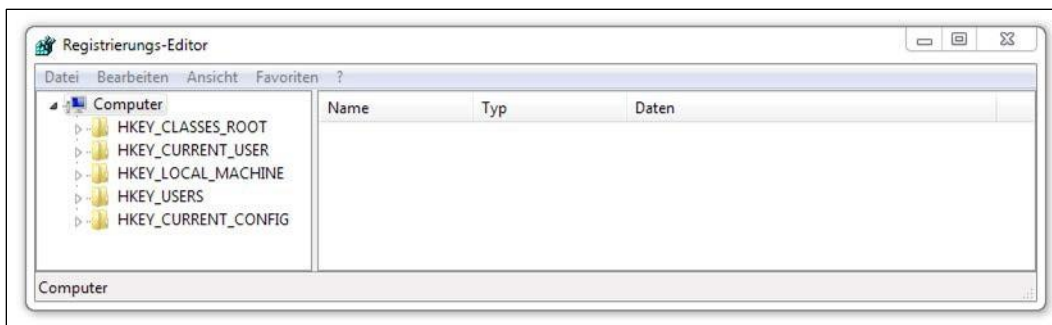 Registrierungs-Editor
Datei Bearbeiten Ansicht Favoriten ?
Computer
Name Typ Daten
HKEY_CLASSES_ROOT
HKEY_CURRENT_USER
HKEY_LOCAL_MACHINE
HKEY_USERS
HKEY_CURRENT_CONFIG
Computer